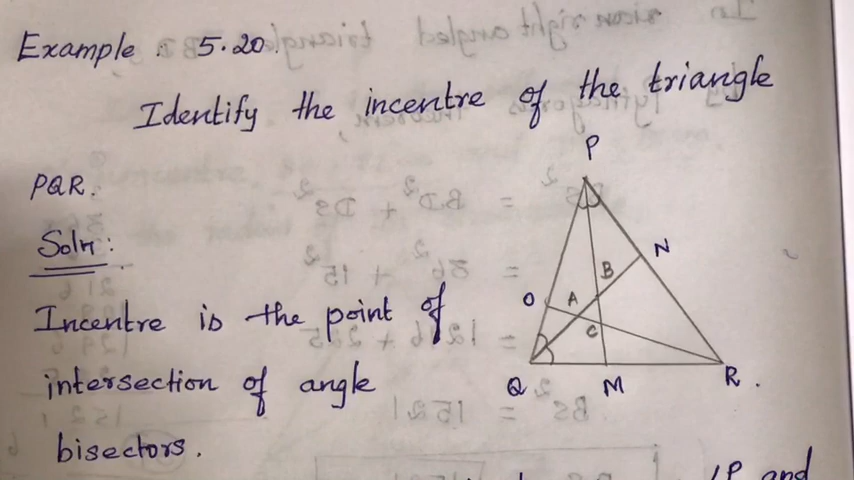 Example : 5.20.
Identify the incentre of the triangle
PQR.
Soln:
Incentre is the point of
intersection of angle
bisectors.
P
N
B
O
A
C
Q
M
R.
∠P and